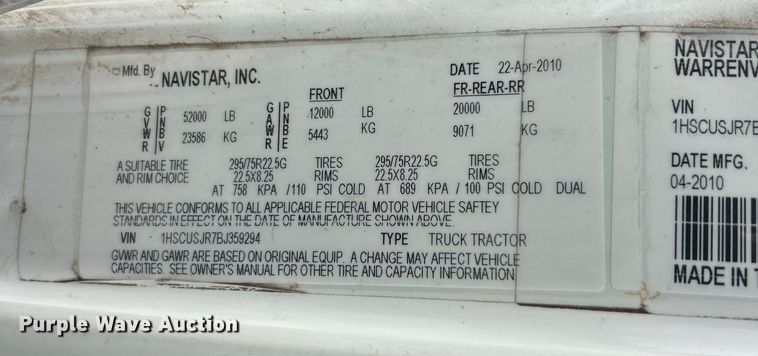 Mfd. By NAVISTAR, INC. DATE 22-Apr-2010
FRONT FR-REAR-RR
GVWR PNBV 52000 LB GAWR PNBE 12000 LB 20000 LB
23586 KG 5443 KG 9071 KG
A SUITABLE TIRE 295/75R22.5G TIRES 295/75R22.5G TIRES
AND RIM CHOICE 22.5X8.25 RIMS 22.5X8.25 RIMS
AT 758 KPA /110 PSI COLD AT 689 KPA / 100 PSI COLD DUAL
THIS VEHICLE CONFORMS TO ALL APPLICABLE FEDERAL MOTOR VEHICLE SAFTEY
STANDARDS IN EFFECT ON THE DATE OF MANUFACTURE SHOWN ABOVE.
VIN 1HSCUSJR7BJ359294 TYPE TRUCK TRACTOR
GVWR AND GAWR ARE BASED ON ORIGINAL EQUIP. A CHANGE MAY AFFECT VEHICLE
CAPACITIES. SEE OWNER'S MANUAL FOR OTHER TIRE AND CAPACITY INFORMATION
NAVISTAR
WARRENV
VIN
1HSCUSJR7B
DATE MFG.
04-2010
MADE IN T
Purple Wave Auction